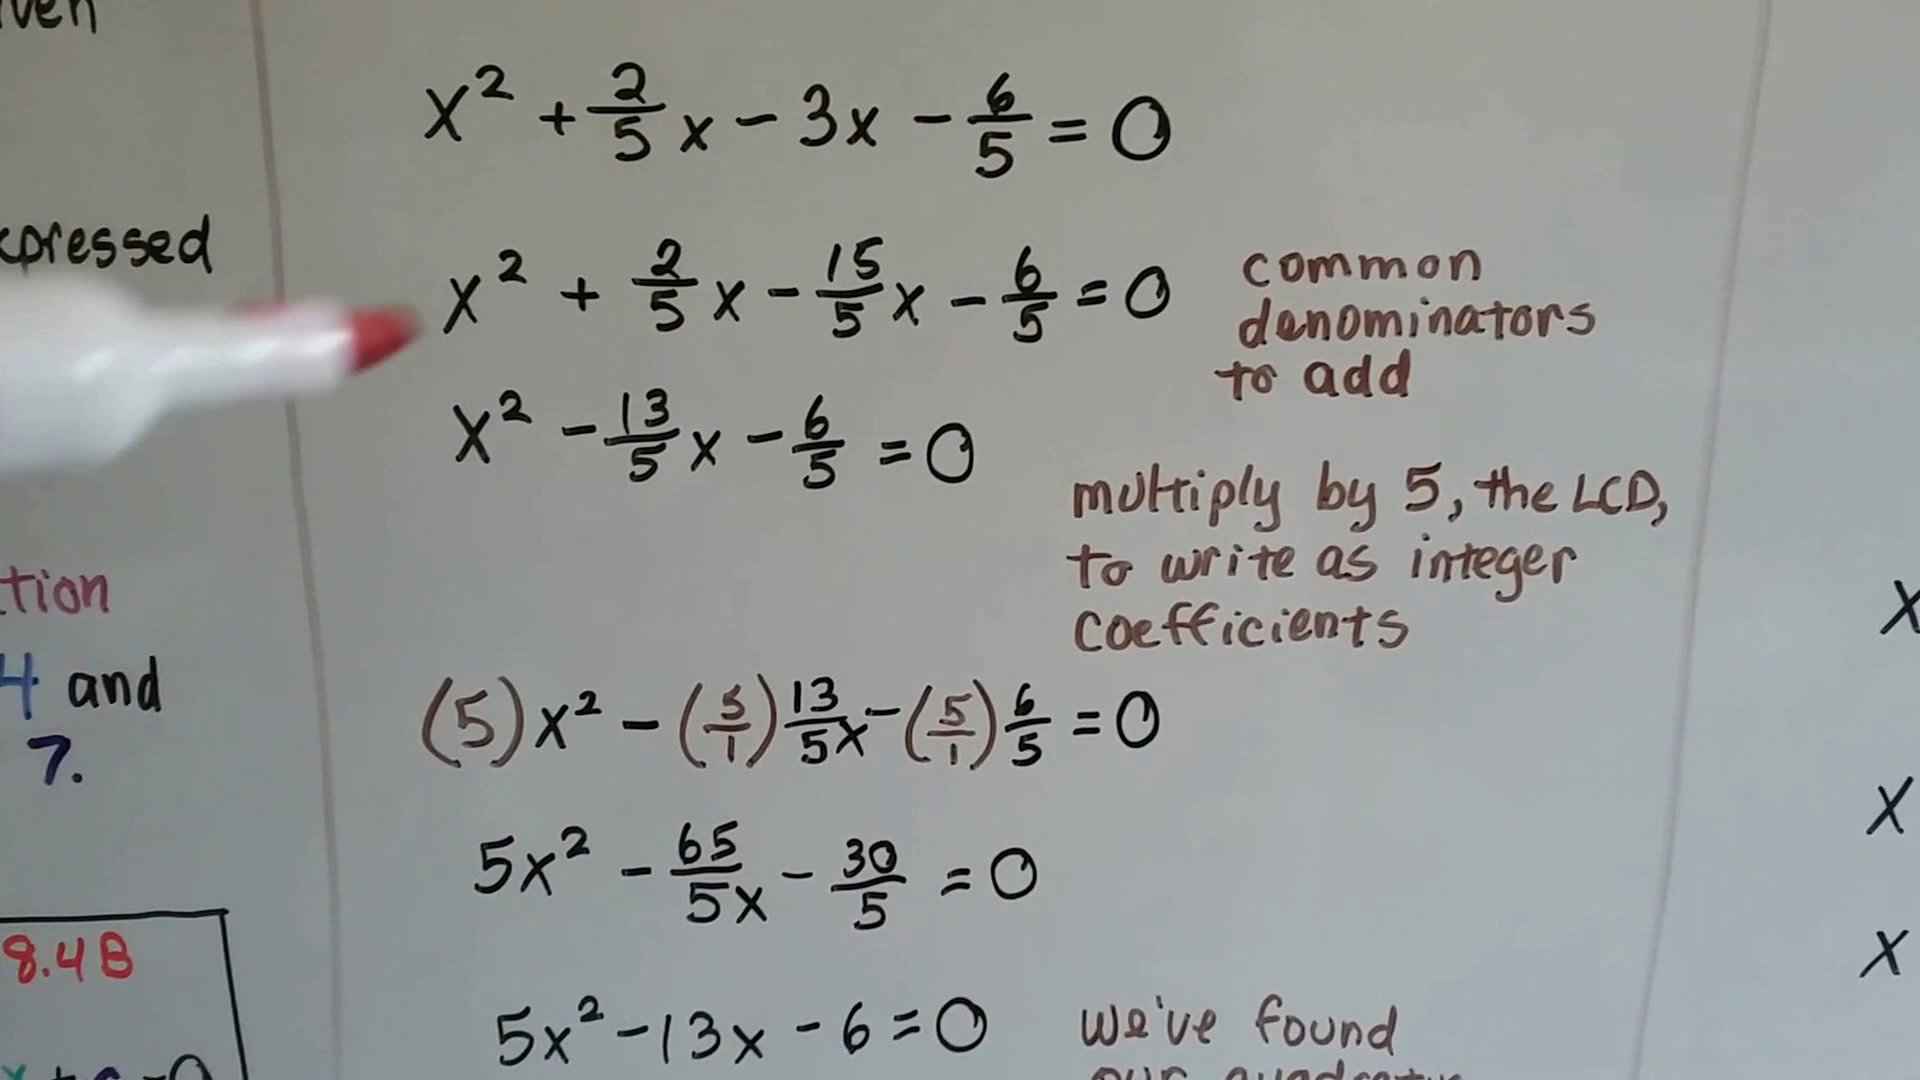 x² + 2/5 x - 3x - 6/5 = 0
x² + 2/5 x - 15/5 x - 6/5 = 0
common
denominators
to add
x² - 13/5 x - 6/5 = 0
multiply by 5, the LCD,
to write as integer
coefficients
(5)x² - (5/1) 13/5x - (5/1) 6/5 = 0
5x² - 65/5x - 30/5 = 0
5x² - 13x - 6 = 0
we've found
pressed
tion
4 and
7.
8.4B
X
X
X